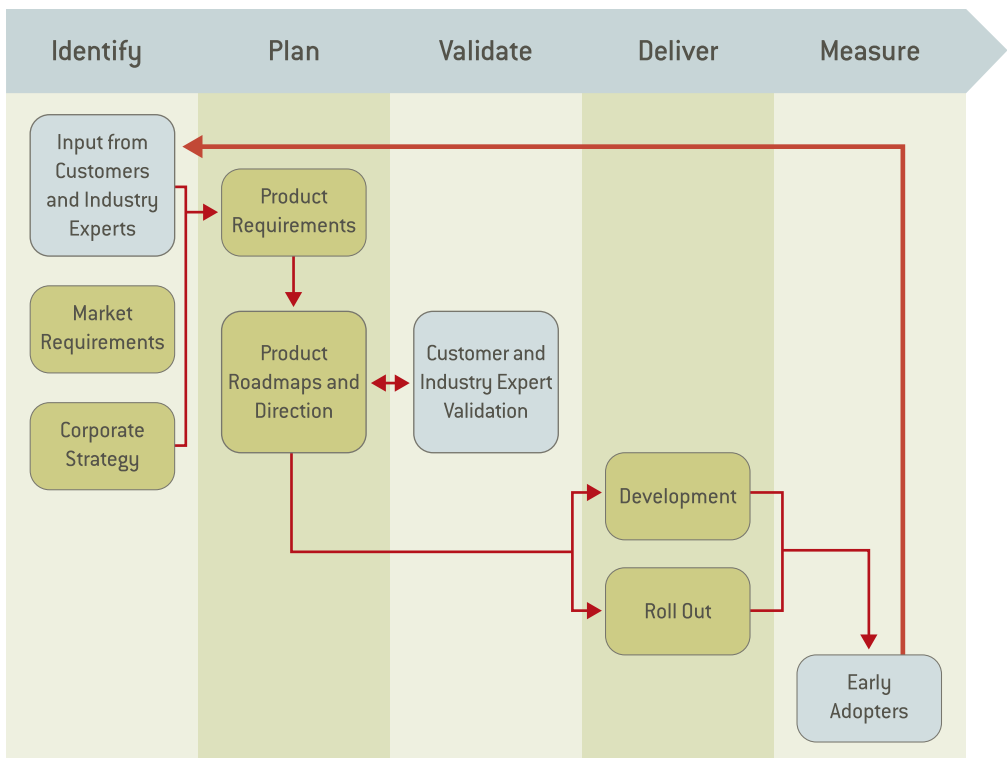 Identify
Plan
Validate
Deliver
Measure
Input from
Customers
and Industry
Experts
Market
Requirements
Corporate
Strategy
Product
Requirements
Product
Roadmaps and
Direction
Customer and
Industry Expert
Validation
Development
Roll Out
Early
Adopters